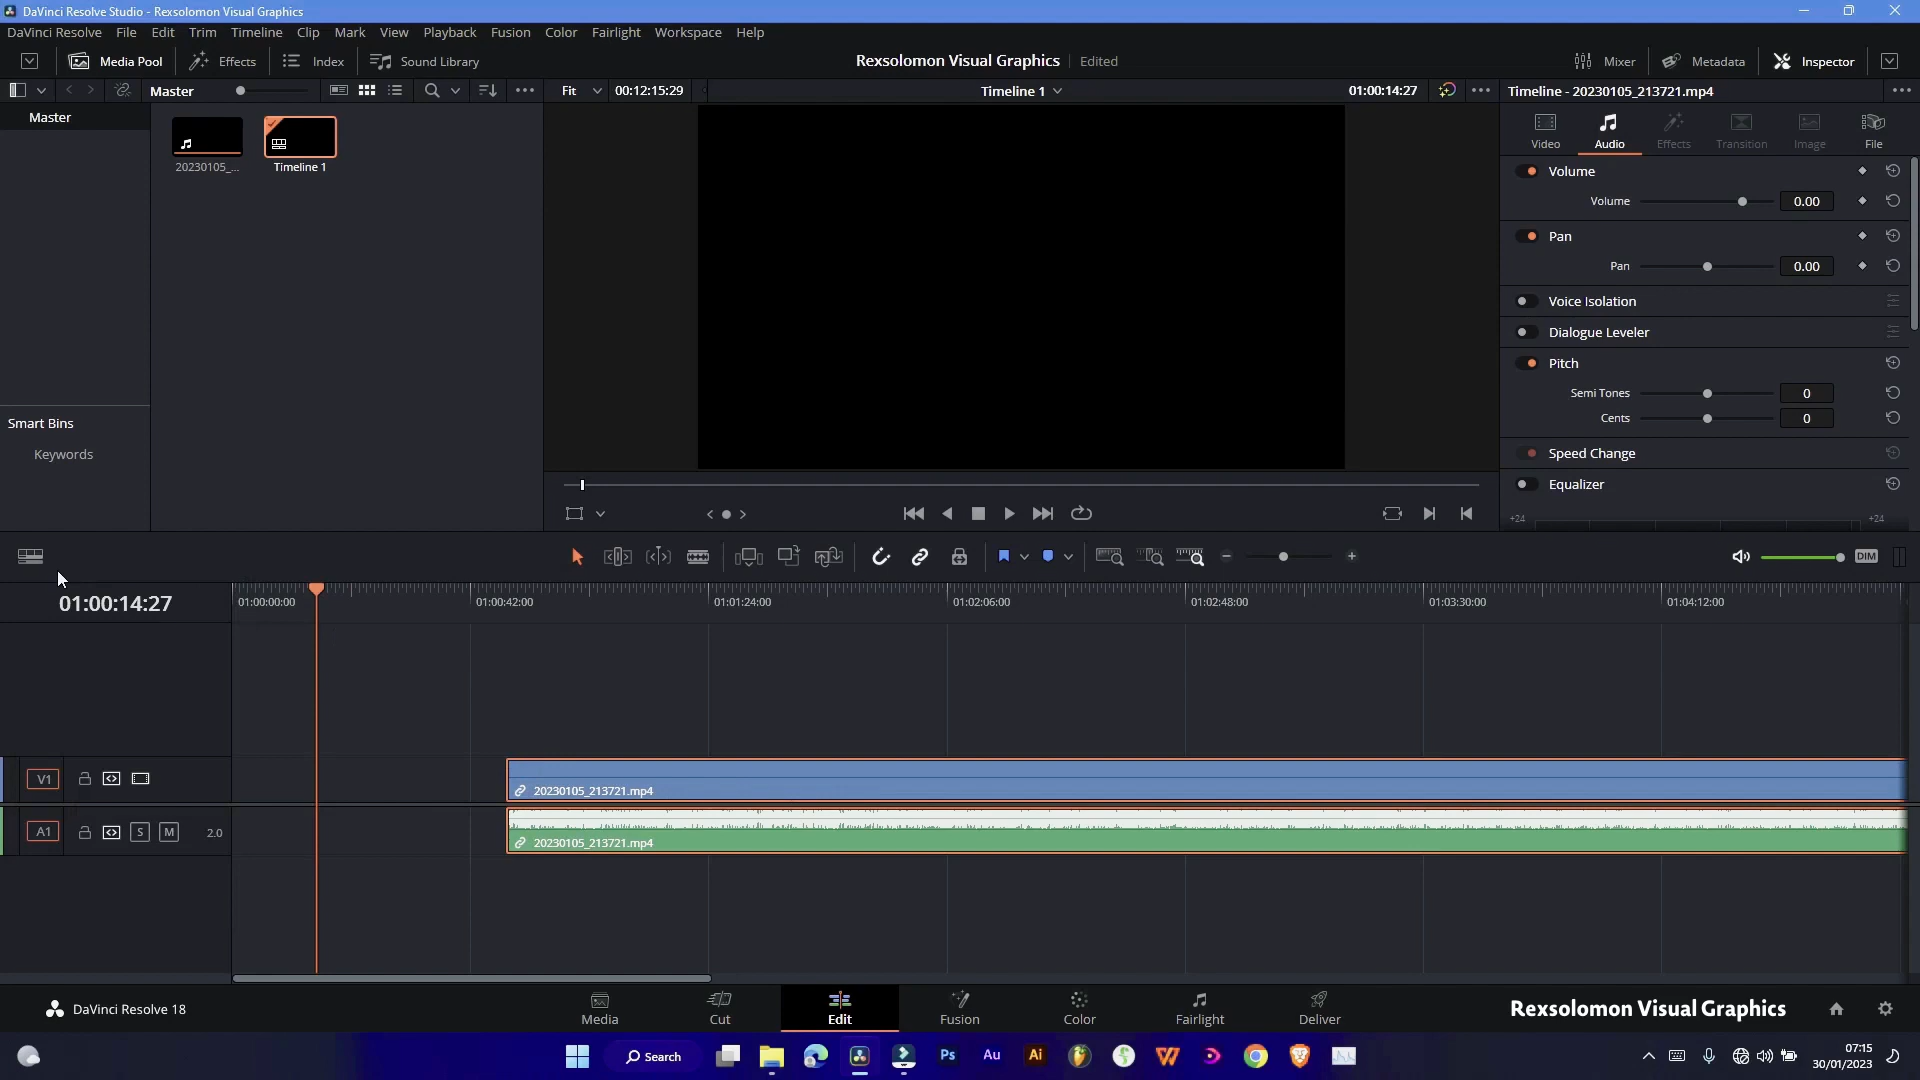 DaVinci Resolve Studio - Rexsolomon Visual Graphics
DaVinci Resolve File Edit Trim Timeline Clip Mark View Playback Fusion Color Fairlight Workspace Help
Media Pool Effects Index Sound Library Rexsolomon Visual Graphics Edited Mixer Metadata Inspector
Master Fit 00:12:15:29 Timeline 1 01:00:14:27 Timeline - 20230105_213721.mp4
Master
20230105_... Timeline 1
Video Audio Effects Transition Image File
Volume
Volume 0.00
Pan
Pan 0.00
Voice Isolation
Dialogue Leveler
Pitch
Semi Tones 0
Cents 0
Speed Change
Equalizer
+24 +24
Smart Bins
Keywords
DIM
01:00:14:27
01:00:00:00 01:00:42:00 01:01:24:00 01:02:06:00 01:02:48:00 01:03:30:00 01:04:12:00
V1
20230105_213721.mp4
A1 S M 2.0
20230105_213721.mp4
DaVinci Resolve 18
Media Cut Edit Fusion Color Fairlight Deliver
Rexsolomon Visual Graphics
Search Ps Au Ai
07:15
30/01/2023